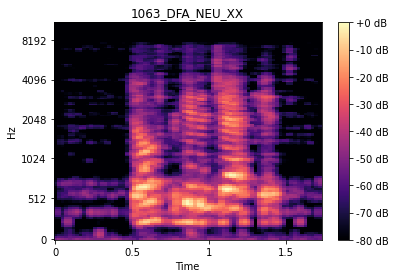 1063_DFA_NEU_XX
+0 dB
8192
-10 dB
4096
-20 dB
-30 dB
2048
Hz
-40 dB
1024
-50 dB
-60 dB
512
-70 dB
0
-80 dB
0 0.5 1 1.5
Time